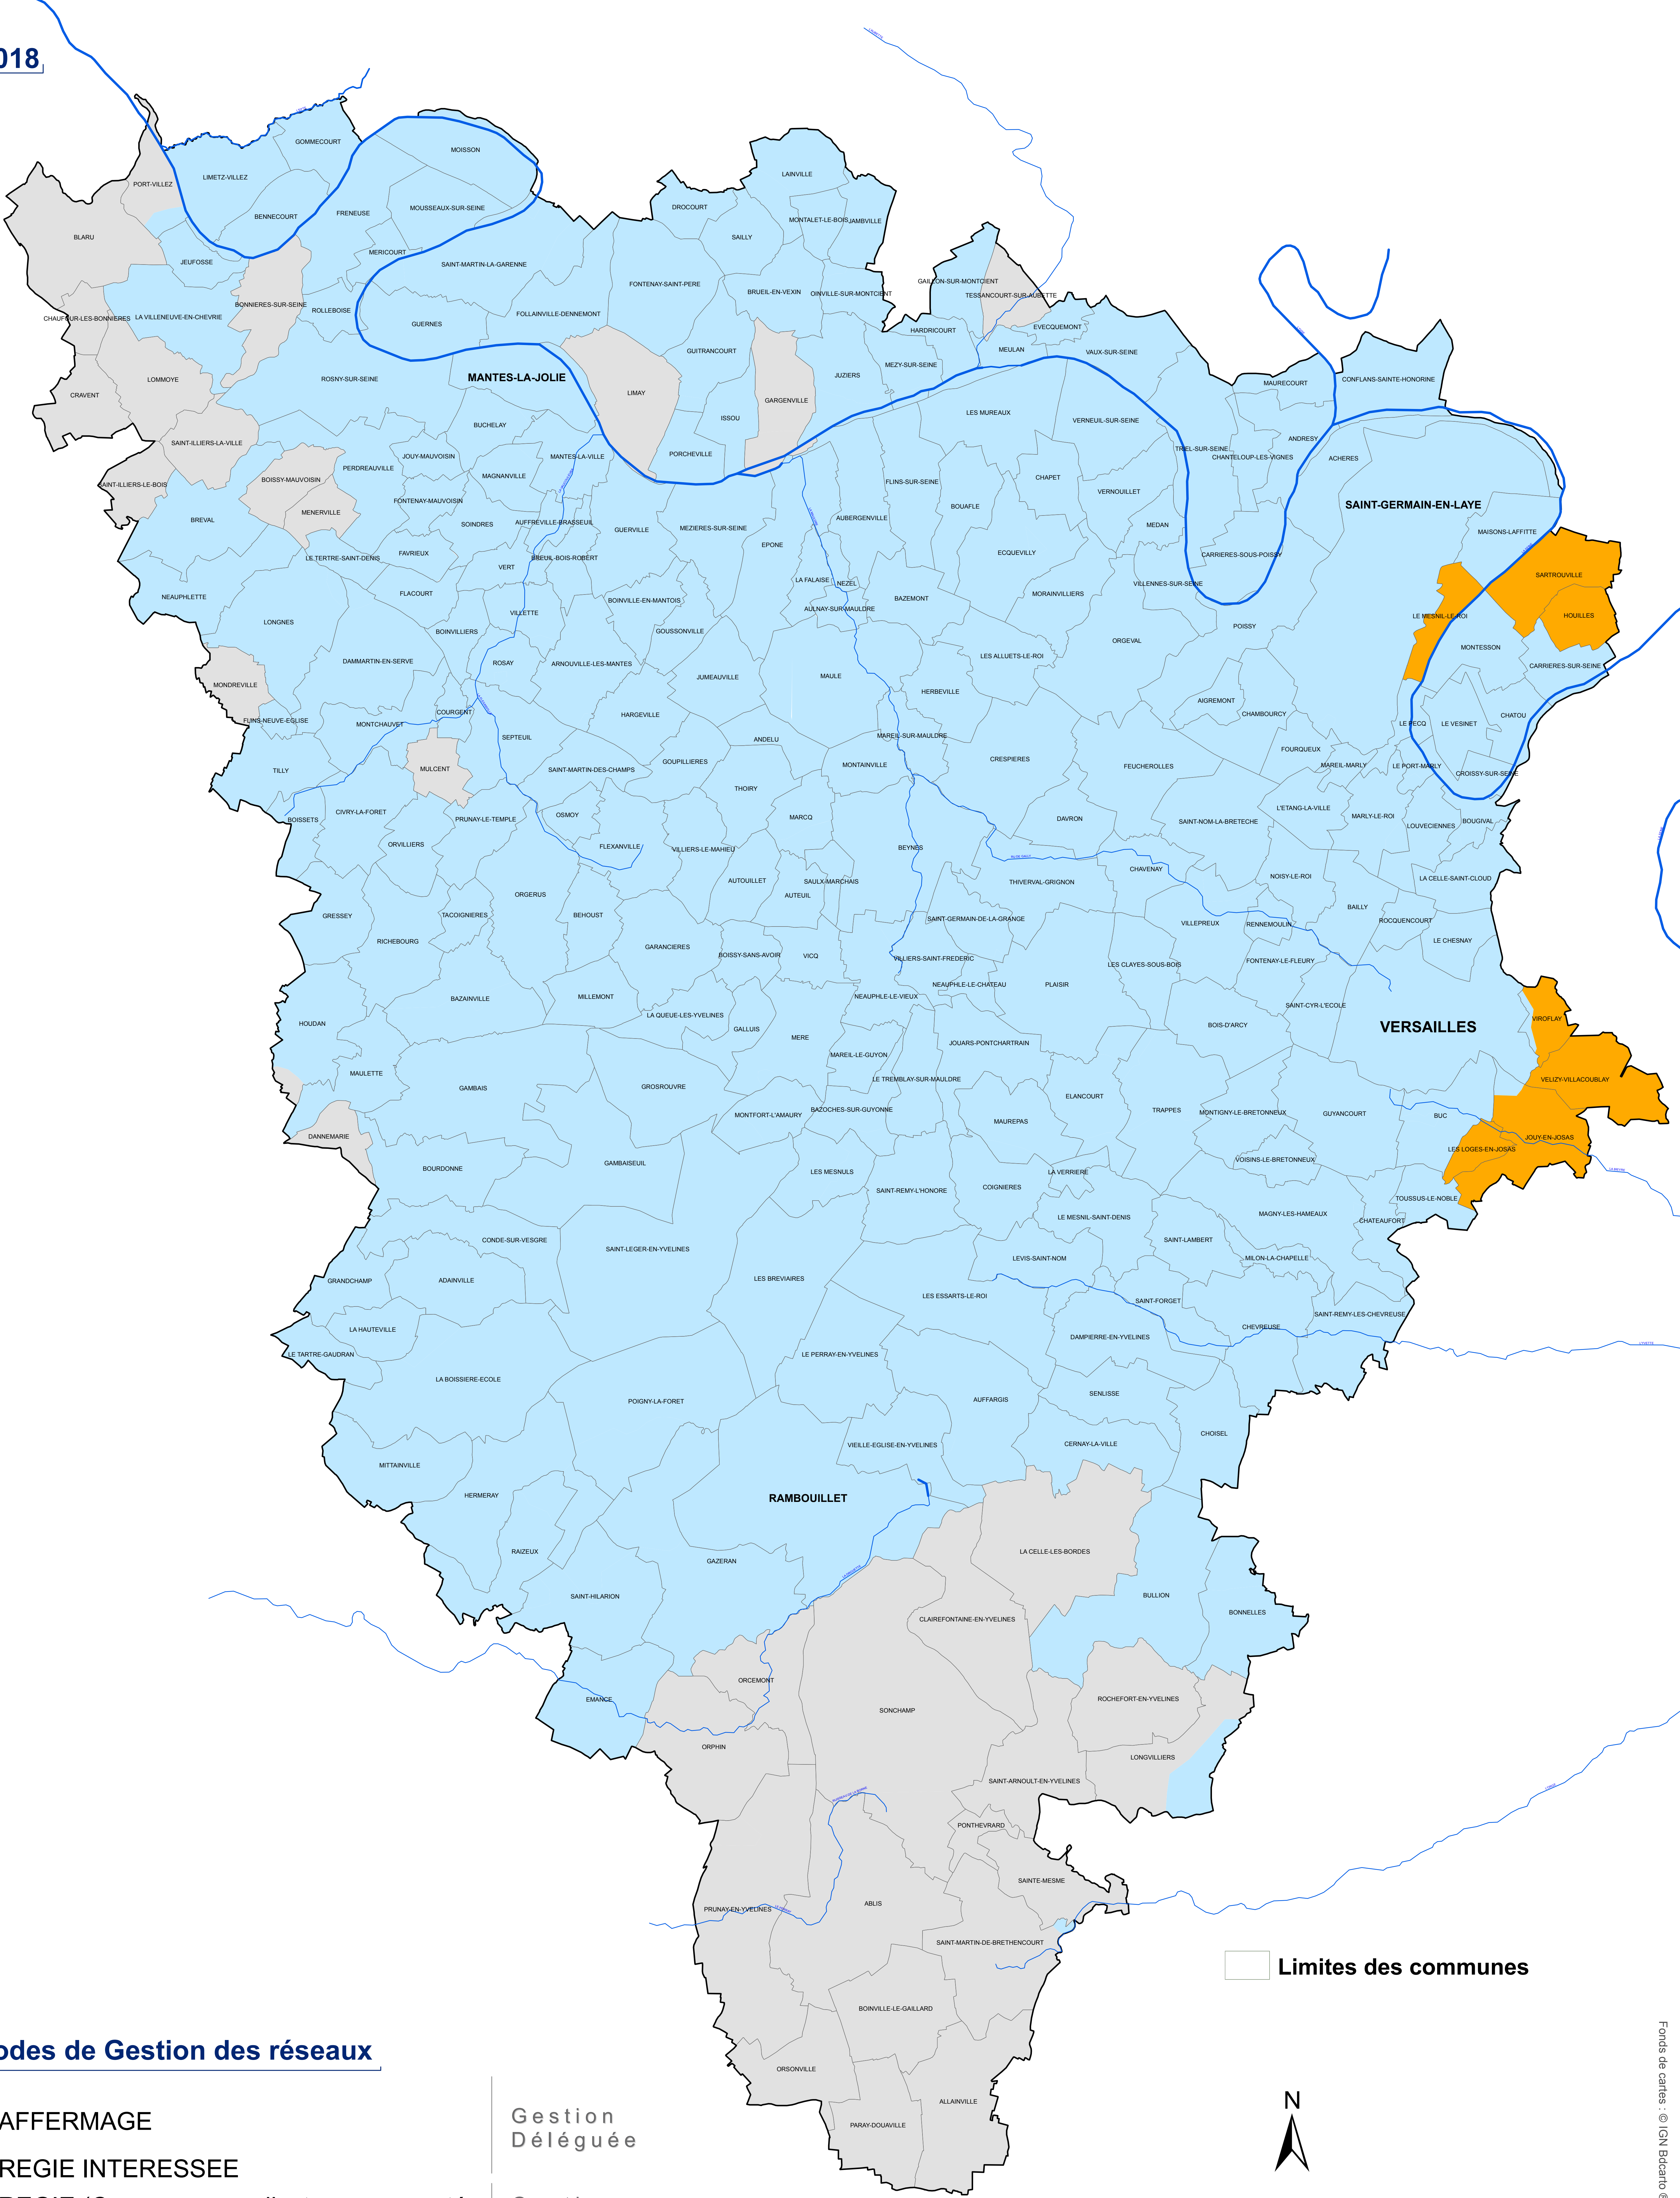 018
GOMMECOURT
MOISSON
LAINVILLE
LIMETZ-VILLEZ
PORT-VILLEZ
DROCOURT
MOUSSEAUX-SUR-SEINE
FRENEUSE
BENNECOURT
MONTALET-LE-BOIS
JAMBVILLE
SAILLY
BLARU
MERICOURT
JEUFOSSE
SAINT-MARTIN-LA-GARENNE
FONTENAY-SAINT-PERE
GAILLON-SUR-MONTCIENT
BRUEIL-EN-VEXIN
OINVILLE-SUR-MONTCIENT
TESSANCOURT-SUR-AUBETTE
BONNIERES-SUR-SEINE
ROLLEBOISE
FOLLAINVILLE-DENNEMONT
CHAUFOUR-LES-BONNIERES
LA VILLENEUVE-EN-CHEVRIE
GUERNES
HARDRICOURT
EVECQUEMONT
GUITRANCOURT
MEULAN
VAUX-SUR-SEINE
MEZY-SUR-SEINE
JUZIERS
LOMMOYE
ROSNY-SUR-SEINE
MANTES-LA-JOLIE
LIMAY
MAURECOURT
CONFLANS-SAINTE-HONORINE
CRAVENT
GARGENVILLE
LES MUREAUX
ISSOU
VERNEUIL-SUR-SEINE
BUCHELAY
ANDRESY
SAINT-ILLIERS-LA-VILLE
TRIEL-SUR-SEINE
CHANTELOUP-LES-VIGNES
ACHERES
PORCHEVILLE
JOUY-MAUVOISIN
MANTES-LA-VILLE
PERDREAUVILLE
MAGNANVILLE
BOISSY-MAUVOISIN
SAINT-ILLIERS-LE-BOIS
FLINS-SUR-SEINE
CHAPET
VERNOUILLET
FONTENAY-MAUVOISIN
BOUAFLE
SAINT-GERMAIN-EN-LAYE
MENERVILLE
BREVAL
AUBERGENVILLE
SOINDRES
AUFFREVILLE-BRASSEUIL
GUERVILLE
MEZIERES-SUR-SEINE
MEDAN
MAISONS-LAFFITTE
EPONE
FAVRIEUX
LE TERTRE-SAINT-DENIS
BREUIL-BOIS-ROBERT
ECQUEVILLY
CARRIERES-SOUS-POISSY
VERT
SARTROUVILLE
LA FALAISE
NEZEL
VILLENNES-SUR-SEINE
FLACOURT
MORAINVILLIERS
NEAUPHLETTE
BOINVILLE-EN-MANTOIS
BAZEMONT
AULNAY-SUR-MAULDRE
VILLETTE
LE MESNIL-LE-ROI
HOUILLES
LONGNES
POISSY
BOINVILLIERS
GOUSSONVILLE
ORGEVAL
MONTESSON
LES ALLUETS-LE-ROI
DAMMARTIN-EN-SERVE
ROSAY
ARNOUVILLE-LES-MANTES
CARRIERES-SUR-SEINE
JUMEAUVILLE
MAULE
MONDREVILLE
HERBEVILLE
AIGREMONT
COURGENT
CHAMBOURCY
HARGEVILLE
CHATOU
FLINS-NEUVE-EGLISE
MONTCHAUVET
LE PECQ
LE VESINET
SEPTEUIL
MAREIL-SUR-MAULDRE
ANDELU
FOURQUEUX
CRESPIERES
GOUPILLIERES
MONTAINVILLE
FEUCHEROLLES
MAREIL-MARLY
LE PORT-MARLY
TILLY
MULCENT
SAINT-MARTIN-DES-CHAMPS
CROISSY-SUR-SEINE
THOIRY
L'ETANG-LA-VILLE
CIVRY-LA-FORET
OSMOY
MARCQ
MARLY-LE-ROI
BOISSETS
PRUNAY-LE-TEMPLE
DAVRON
SAINT-NOM-LA-BRETECHE
BOUGIVAL
LOUVECIENNES
ORVILLIERS
FLEXANVILLE
VILLIERS-LE-MAHIEU
BEYNES
CHAVENAY
NOISY-LE-ROI
LA CELLE-SAINT-CLOUD
AUTOUILLET
SAULX-MARCHAIS
THIVERVAL-GRIGNON
ORGERUS
AUTEUIL
BAILLY
GRESSEY
TACOIGNIERES
BEHOUST
SAINT-GERMAIN-DE-LA-GRANGE
VILLEPREUX
RENNEMOULIN
ROCQUENCOURT
RICHEBOURG
GARANCIERES
LE CHESNAY
BOISSY-SANS-AVOIR
VICQ
VILLIERS-SAINT-FREDERIC
LES CLAYES-SOUS-BOIS
FONTENAY-LE-FLEURY
NEAUPHLE-LE-CHATEAU
PLAISIR
BAZAINVILLE
MILLEMONT
NEAUPHLE-LE-VIEUX
SAINT-CYR-L'ECOLE
LA QUEUE-LES-YVELINES
VIROFLAY
HOUDAN
BOIS-D'ARCY
VERSAILLES
GALLUIS
MERE
JOUARS-PONTCHARTRAIN
MAREIL-LE-GUYON
MAULETTE
LE TREMBLAY-SUR-MAULDRE
VELIZY-VILLACOUBLAY
GAMBAIS
GROSROUVRE
ELANCOURT
BAZOCHES-SUR-GUYONNE
TRAPPES
MONTIGNY-LE-BRETONNEUX
GUYANCOURT
BUC
MONTFORT-L'AMAURY
MAUREPAS
DANNEMARIE
JOUY-EN-JOSAS
LES LOGES-EN-JOSAS
VOISINS-LE-BRETONNEUX
GAMBAISEUIL
BOURDONNE
LES MESNULS
LA VERRIERE
COIGNIERES
SAINT-REMY-L'HONORE
TOUSSUS-LE-NOBLE
LE MESNIL-SAINT-DENIS
MAGNY-LES-HAMEAUX
CHATEAUFORT
CONDE-SUR-VESGRE
SAINT-LAMBERT
SAINT-LEGER-EN-YVELINES
LEVIS-SAINT-NOM
MILON-LA-CHAPELLE
GRANDCHAMP
ADAINVILLE
LES BREVIAIRES
LES ESSARTS-LE-ROI
SAINT-FORGET
SAINT-REMY-LES-CHEVREUSE
LA HAUTEVILLE
CHEVREUSE
DAMPIERRE-EN-YVELINES
LE TARTRE-GAUDRAN
LE PERRAY-EN-YVELINES
LA BOISSIERE-ECOLE
SENLISSE
POIGNY-LA-FORET
AUFFARGIS
CHOISEL
VIEILLE-EGLISE-EN-YVELINES
CERNAY-LA-VILLE
MITTAINVILLE
HERMERAY
RAMBOUILLET
RAIZEUX
LA CELLE-LES-BORDES
GAZERAN
SAINT-HILARION
BULLION
BONNELLES
CLAIREFONTAINE-EN-YVELINES
ORCEMONT
EMANCE
ROCHEFORT-EN-YVELINES
SONCHAMP
ORPHIN
LONGVILLIERS
SAINT-ARNOULT-EN-YVELINES
PONTHEVRARD
SAINTE-MESME
ABLIS
PRUNAY-EN-YVELINES
SAINT-MARTIN-DE-BRETHENCOURT
Limites des communes
BOINVILLE-LE-GAILLARD
odes de Gestion des réseaux
ORSONVILLE
ALLAINVILLE
N
AFFERMAGE
Gestion
Déléguée
PARAY-DOUAVILLE
REGIE INTERESSEE
Fonds de cartes : © IGN Bdcarto